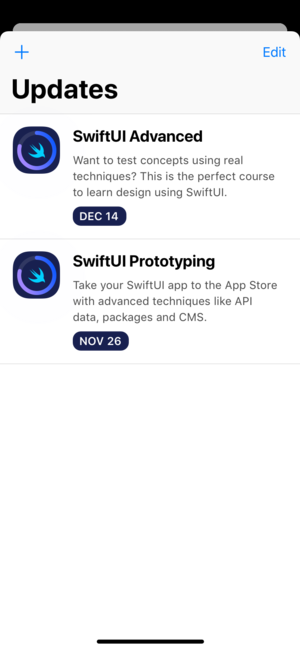 +
Edit
Updates
SwiftUI Advanced
Want to test concepts using real
techniques? This is the perfect course
to learn design using SwiftUI.
DEC 14
SwiftUI Prototyping
Take your SwiftUI app to the App Store
with advanced techniques like API
data, packages and CMS.
NOV 26